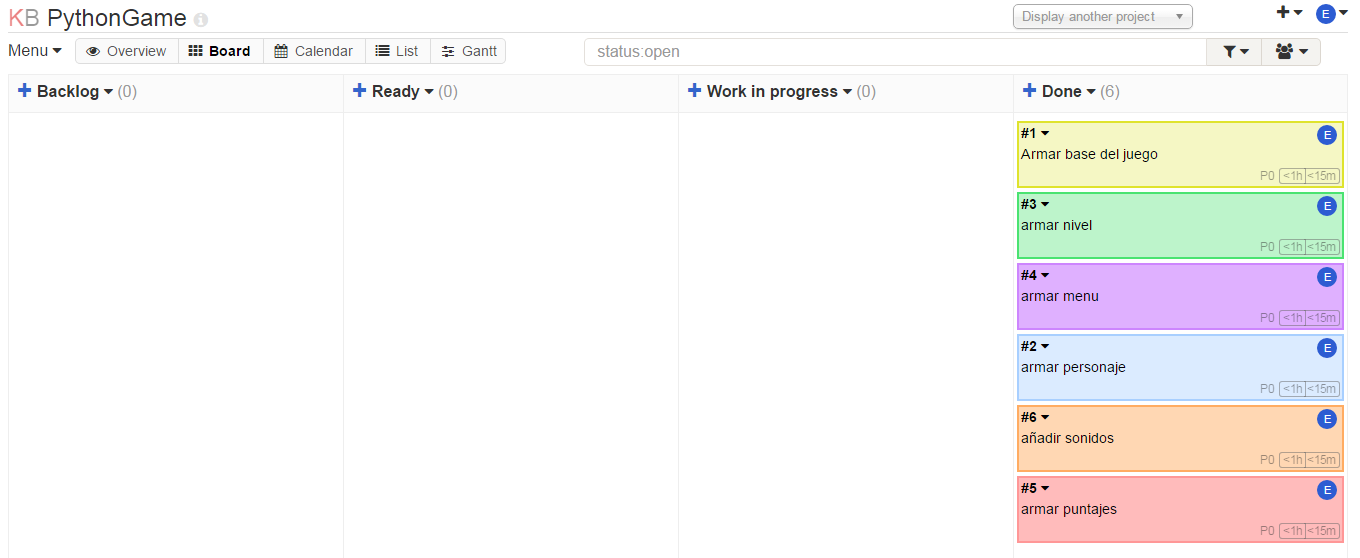 KB PythonGame
Display another project
E
Menu
Overview
Board
Calendar
List
Gantt
status:open
Backlog (0)
Ready (0)
Work in progress (0)
Done (6)
#1
E
Armar base del juego
P0 <1h <15m
#3
E
armar nivel
P0 <1h <15m
#4
E
armar menu
P0 <1h <15m
#2
E
armar personaje
P0 <1h <15m
#6
E
añadir sonidos
P0 <1h <15m
#5
E
armar puntajes
P0 <1h <15m